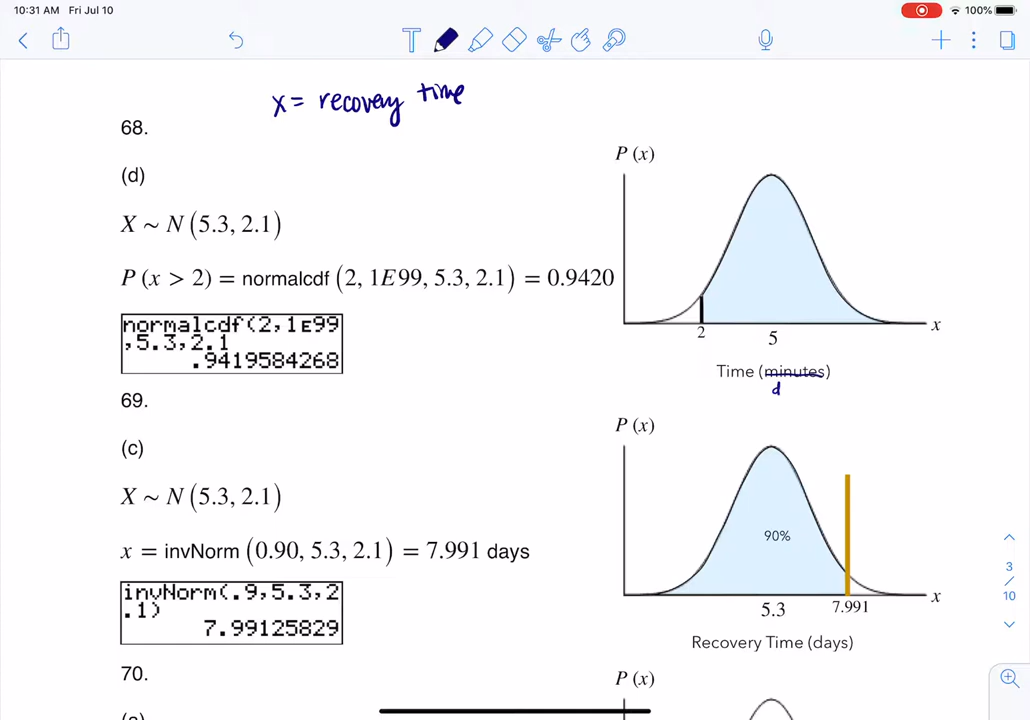 10:31 AM Fri Jul 10
100%
x = recovery time
68.
(d)
X ∼ N (5.3, 2.1)
P (x > 2) = normalcdf (2, 1E99, 5.3, 2.1) = 0.9420
normalcdf(2,1E99
,5.3,2.1
.9419584268
P (x)
x
2
5
Time (minutes)
d
69.
(c)
X ∼ N (5.3, 2.1)
x = invNorm (0.90, 5.3, 2.1) = 7.991 days
invNorm(.9,5.3,2
.1)
7.99125829
P (x)
90%
x
5.3
7.991
Recovery Time (days)
3
/
10
70.
P (x)